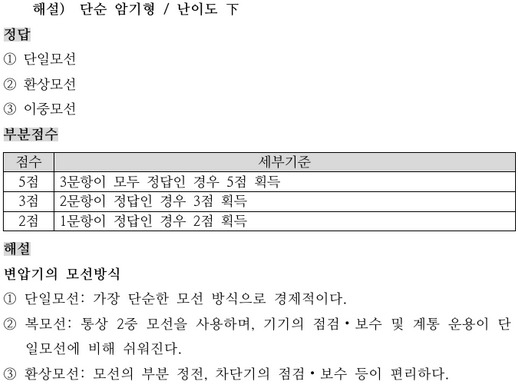 해설) 단순 암기형 / 난이도 下
정답
① 단일모선
② 환상모선
③ 이중모선
부분점수
점수 세부기준
5점 3문항이 모두 정답인 경우 5점 획득
3점 2문항이 정답인 경우 3점 획득
2점 1문항이 정답인 경우 2점 획득
해설
변압기의 모선방식
① 단일모선: 가장 단순한 모선 방식으로 경제적이다.
② 복모선: 통상 2중 모선을 사용하며, 기기의 점검・보수 및 계통 운용이 단
일모선에 비해 쉬워진다.
③ 환상모선: 모선의 부분 정전, 차단기의 점검・보수 등이 편리하다.